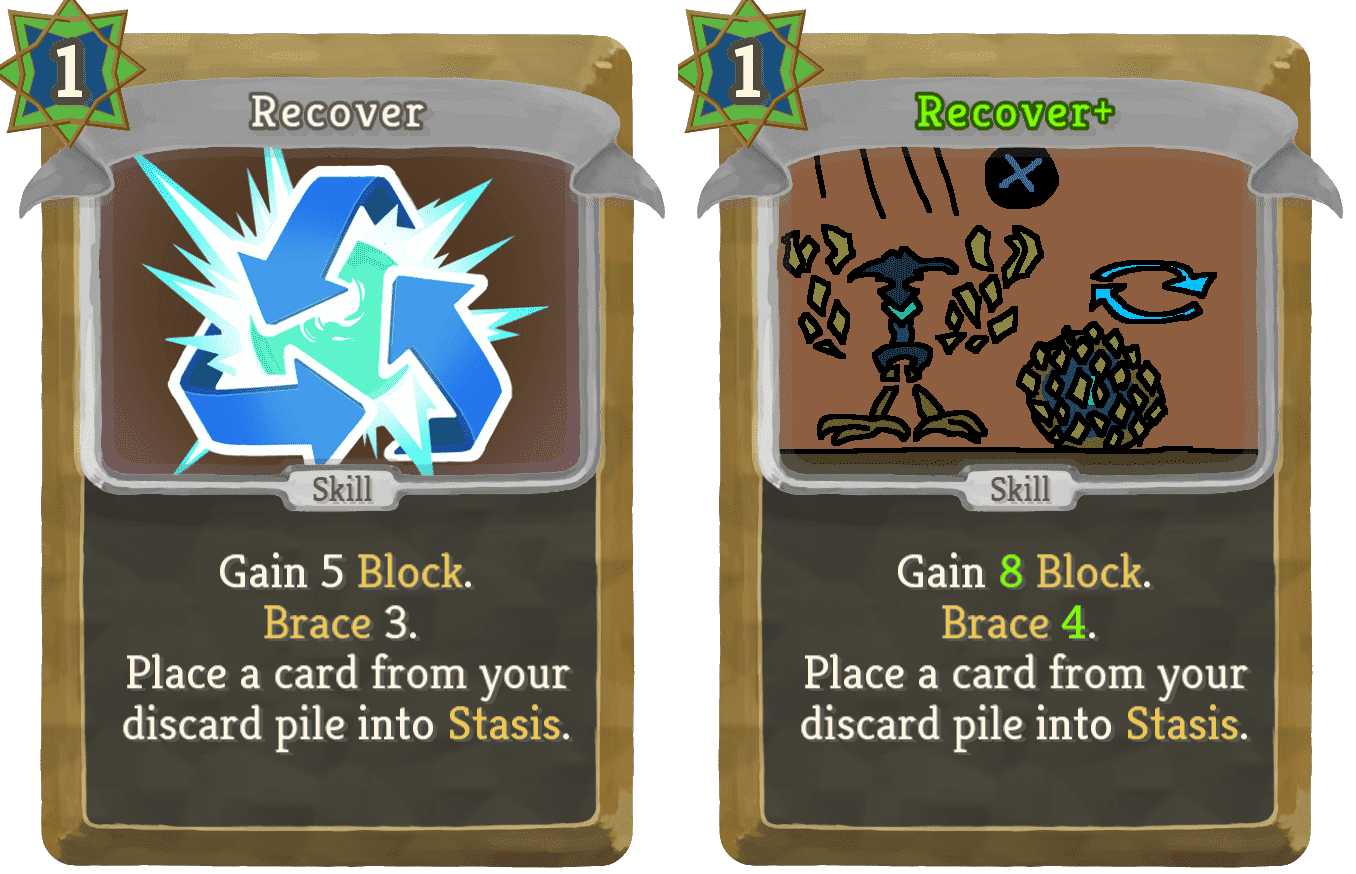 1
Recover
Skill
Gain 5 Block.
Brace 3.
Place a card from your
discard pile into Stasis.
1
Recover+
Skill
Gain 8 Block.
Brace 4.
Place a card from your
discard pile into Stasis.